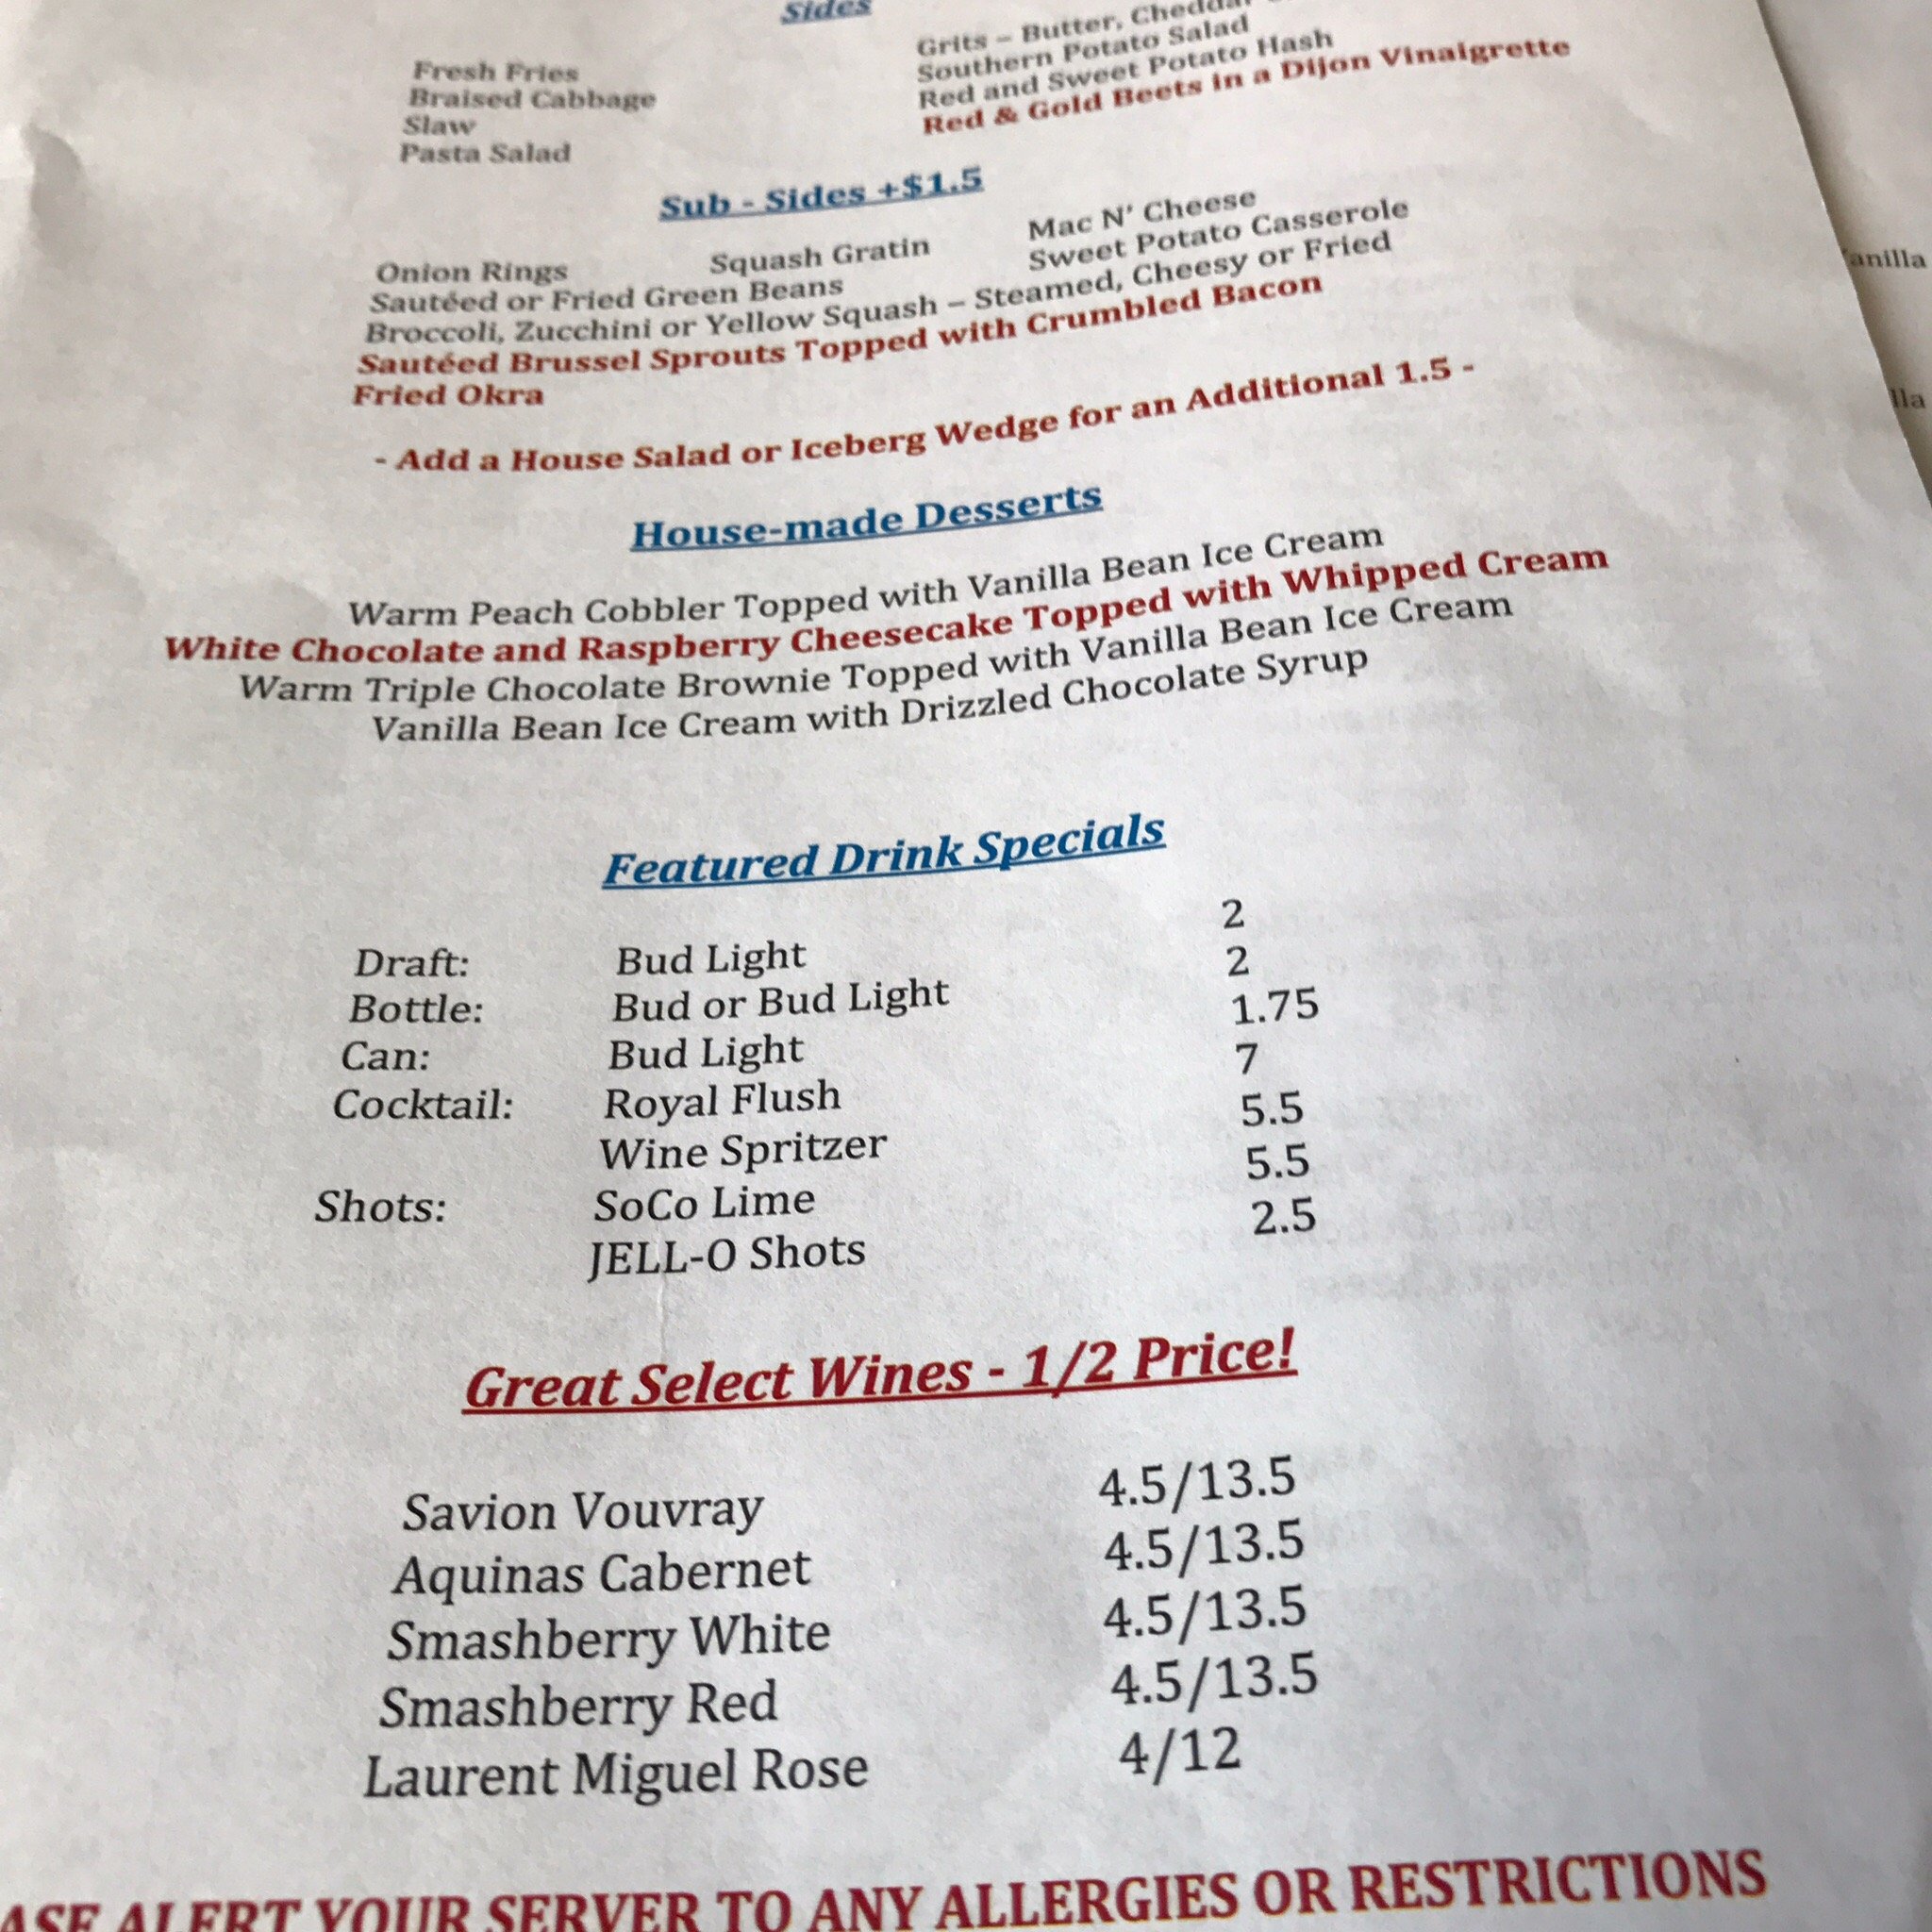 Sides
Fresh Fries
Braised Cabbage
Slaw
Pasta Salad
Grits – Butter, Cheddar
Southern Potato Salad
Red and Sweet Potato Hash
Red & Gold Beets in a Dijon Vinaigrette
Sub - Sides +$1.5
Onion Rings Squash Gratin Mac N' Cheese
Sautéed or Fried Green Beans Sweet Potato Casserole
Broccoli, Zucchini or Yellow Squash – Steamed, Cheesy or Fried
Sautéed Brussel Sprouts Topped with Crumbled Bacon
Fried Okra
- Add a House Salad or Iceberg Wedge for an Additional 1.5 -
House-made Desserts
Warm Peach Cobbler Topped with Vanilla Bean Ice Cream
White Chocolate and Raspberry Cheesecake Topped with Whipped Cream
Warm Triple Chocolate Brownie Topped with Vanilla Bean Ice Cream
Vanilla Bean Ice Cream with Drizzled Chocolate Syrup
Featured Drink Specials
Draft: Bud Light 2
Bottle: Bud or Bud Light 2
Can: Bud Light 1.75
Cocktail: Royal Flush 7
Wine Spritzer 5.5
Shots: SoCo Lime 5.5
JELL-O Shots 2.5
Great Select Wines - 1/2 Price!
Savion Vouvray 4.5/13.5
Aquinas Cabernet 4.5/13.5
Smashberry White 4.5/13.5
Smashberry Red 4.5/13.5
Laurent Miguel Rose 4/12
ASE ALERT YOUR SERVER TO ANY ALLERGIES OR RESTRICTIONS
anilla
lla